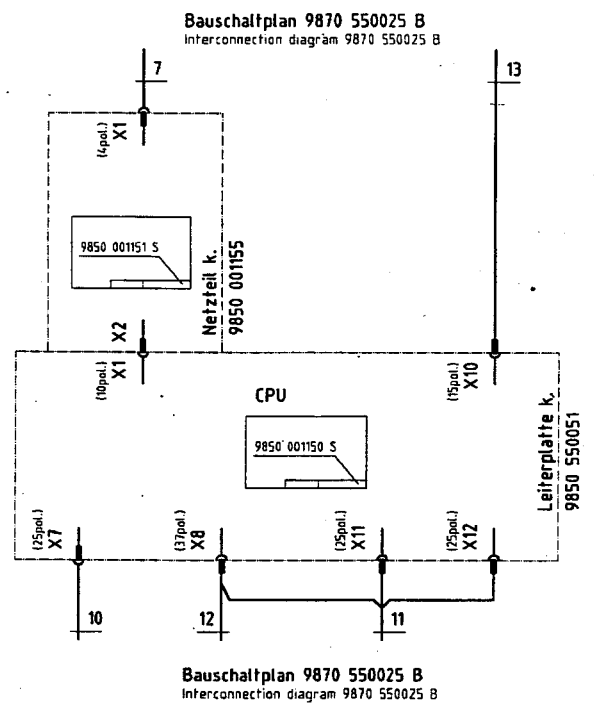 Bauschaltplan 9870 550025 B
Interconnection diagram 9870 550025 B
7
13
(4pol.)
X1
9850 001151 S
Netzteil k.
9850 001155
X2
(10pol.)
X1
(15pol.)
X10
CPU
9850 001150 S
Leiterplatte k.
9850 550051
(25pol.)
X7
(37pol.)
X8
(25pol.)
X11
(25pol.)
X12
10
12
11
Bauschaltplan 9870 550025 B
Interconnection diagram 9870 550025 B